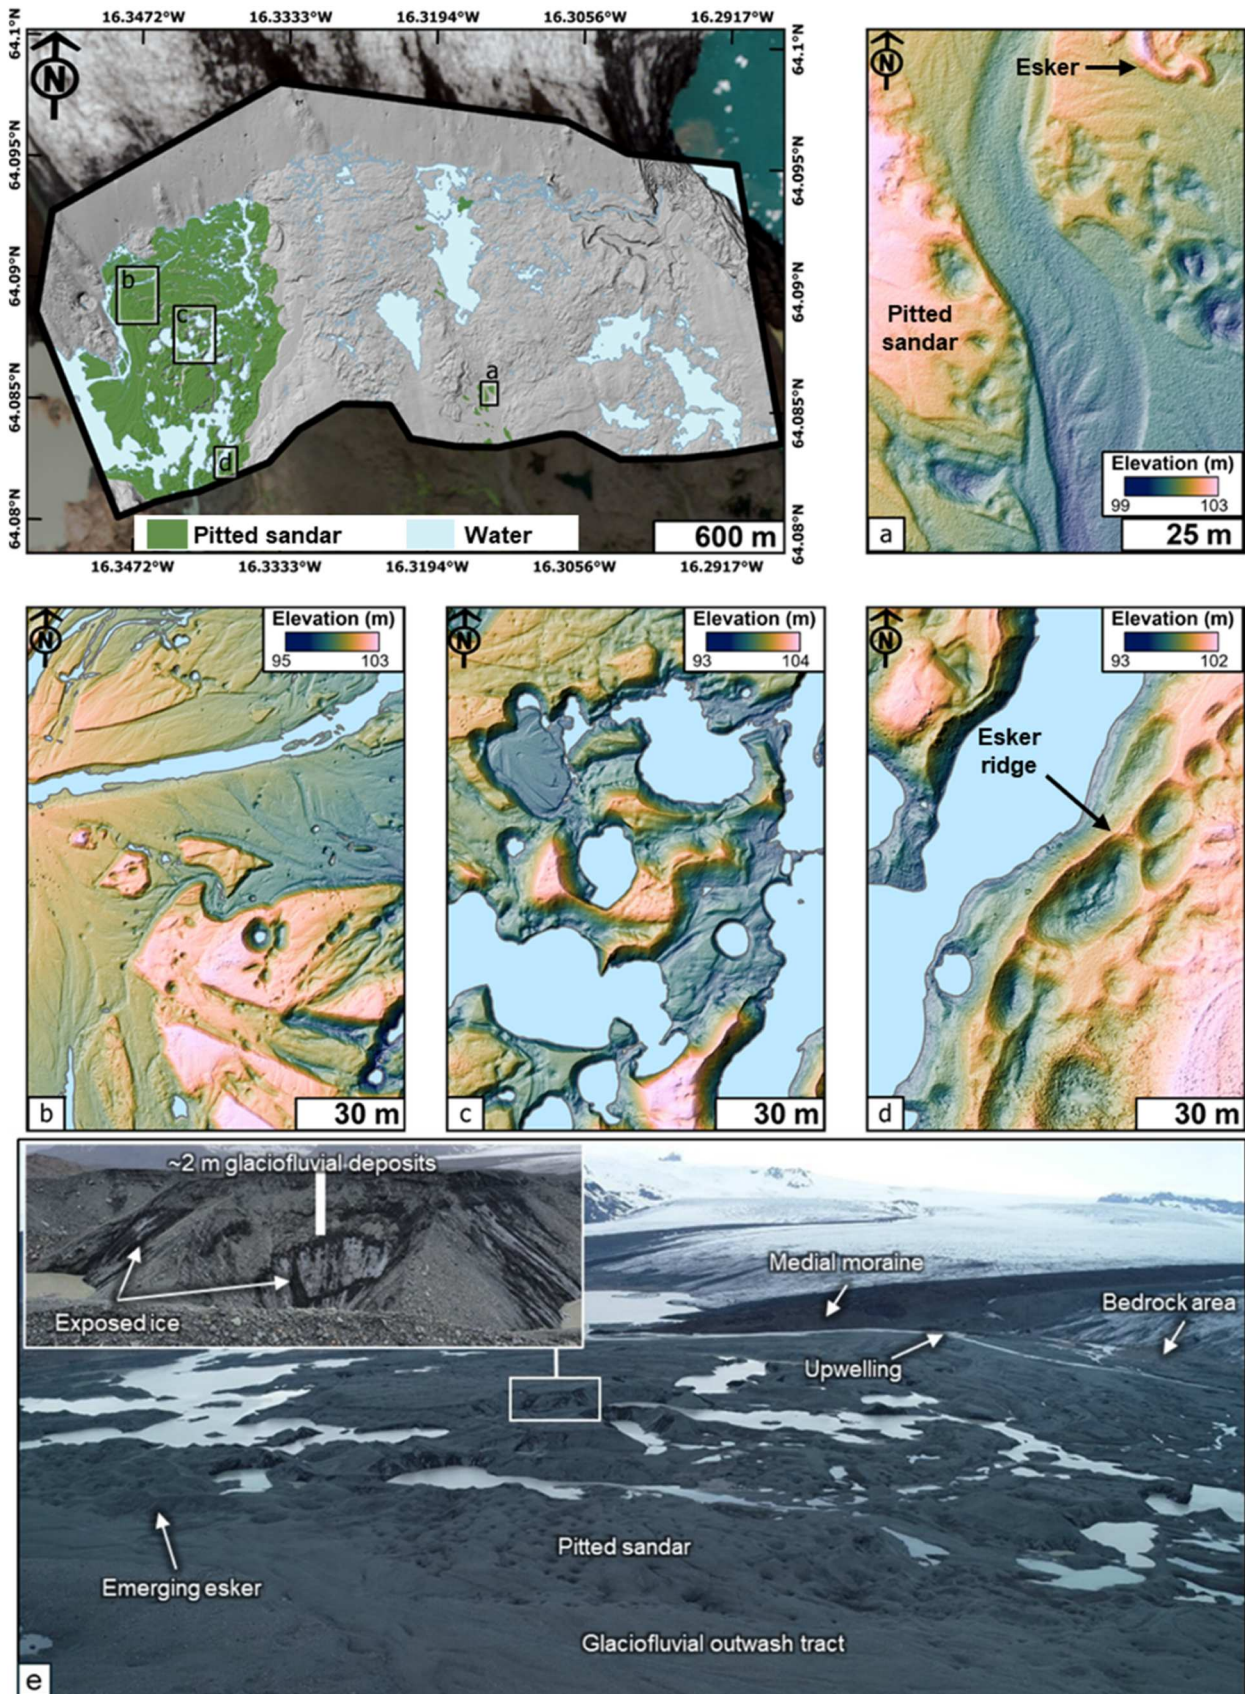 16.3472°W 16.3333°W 16.3194°W 16.3056°W 16.2917°W
64.1°N
64.095°N
64.09°N
64.085°N
64.08°N
64.1°N
64.095°N
64.09°N
64.085°N
64.08°N
N
b
c
a
d
Pitted sandar
Water
600 m
16.3472°W 16.3333°W 16.3194°W 16.3056°W 16.2917°W
N
Esker
Pitted
sandar
Elevation (m)
99 103
a
25 m
N
Elevation (m)
95 103
b
30 m
N
Elevation (m)
93 104
c
30 m
N
Elevation (m)
93 102
Esker
ridge
d
30 m
~2 m glaciofluvial deposits
Exposed ice
Medial moraine
Bedrock area
Upwelling
Pitted sandar
Emerging esker
Glaciofluvial outwash tract
e